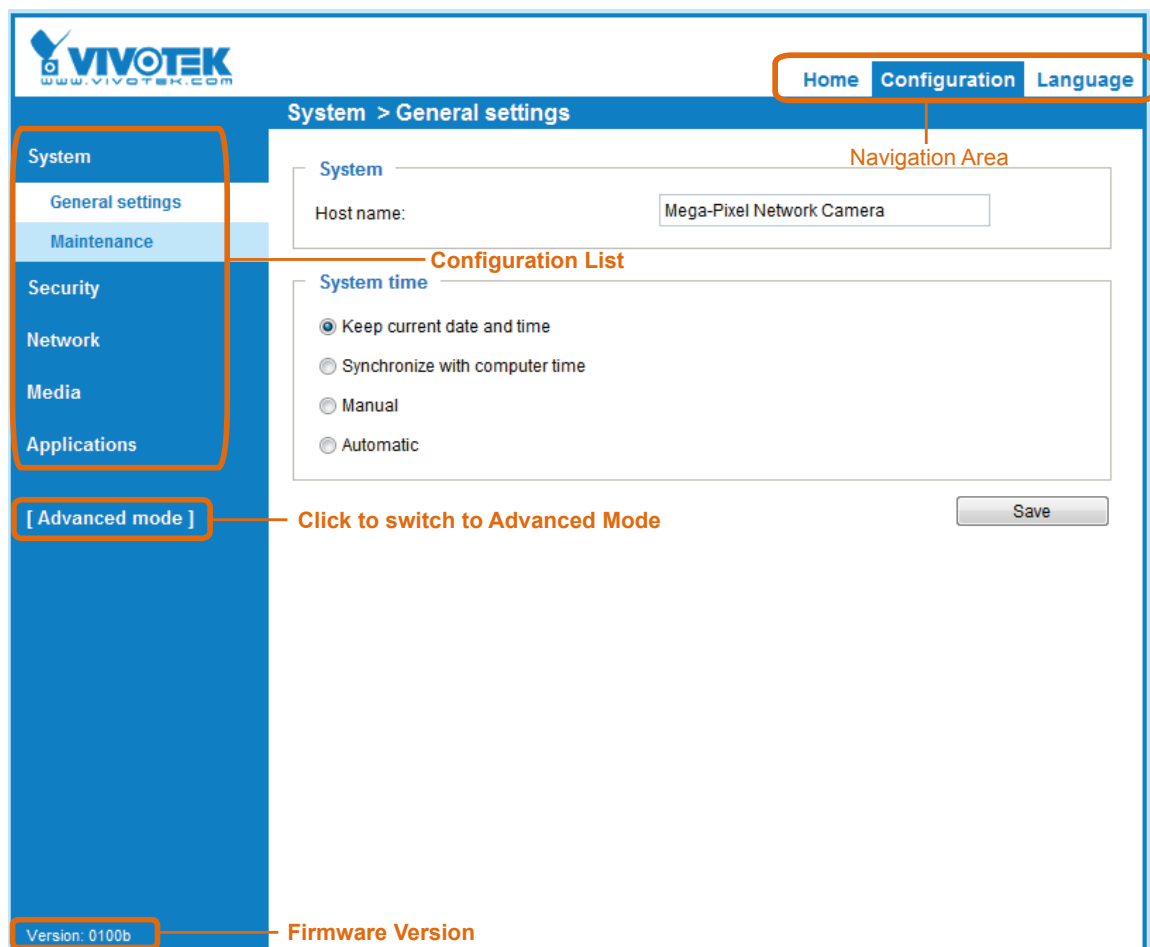 VIVOTEK
www.vivotek.com
Home Configuration Language
System > General settings
Navigation Area
System
General settings
Maintenance
Security
Network
Media
Applications
[ Advanced mode ]
Version: 0100b
Configuration List
System
Host name: Mega-Pixel Network Camera
System time
Keep current date and time
Synchronize with computer time
Manual
Automatic
Save
Click to switch to Advanced Mode
Firmware Version